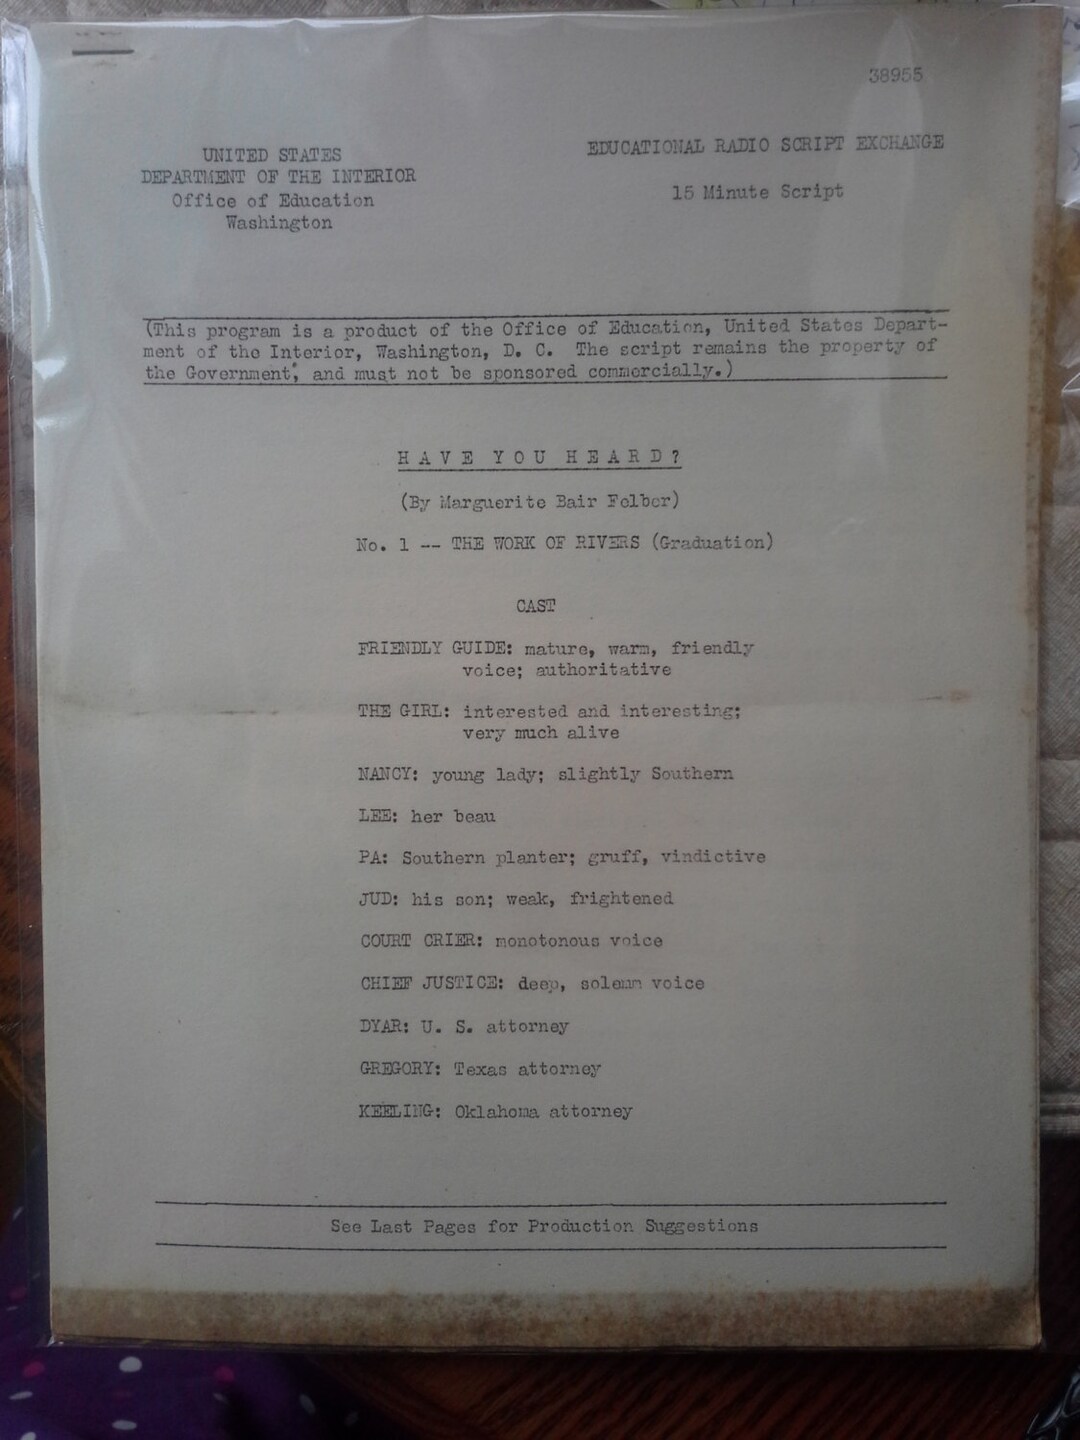 38955
UNITED STATES
DEPARTMENT OF THE INTERIOR
Office of Education
Washington
EDUCATIONAL RADIO SCRIPT EXCHANGE
15 Minute Script
(This program is a product of the Office of Education, United States Depart-
ment of the Interior, Washington, D. C. The script remains the property of
the Government, and must not be sponsored commercially.)
H A V E Y O U H E A R D ?
(By Marguerite Bair Felber)
No. 1 -- THE WORK OF RIVERS (Graduation)
CAST
FRIENDLY GUIDE: mature, warm, friendly
voice; authoritative
THE GIRL: interested and interesting;
very much alive
NANCY: young lady; slightly Southern
LEE: her beau
PA: Southern planter; gruff, vindictive
JUD: his son; weak, frightened
COURT CRIER: monotonous voice
CHIEF JUSTICE: deep, solemn voice
DYAR: U. S. attorney
GREGORY: Texas attorney
KEELING: Oklahoma attorney
See Last Pages for Production Suggestions